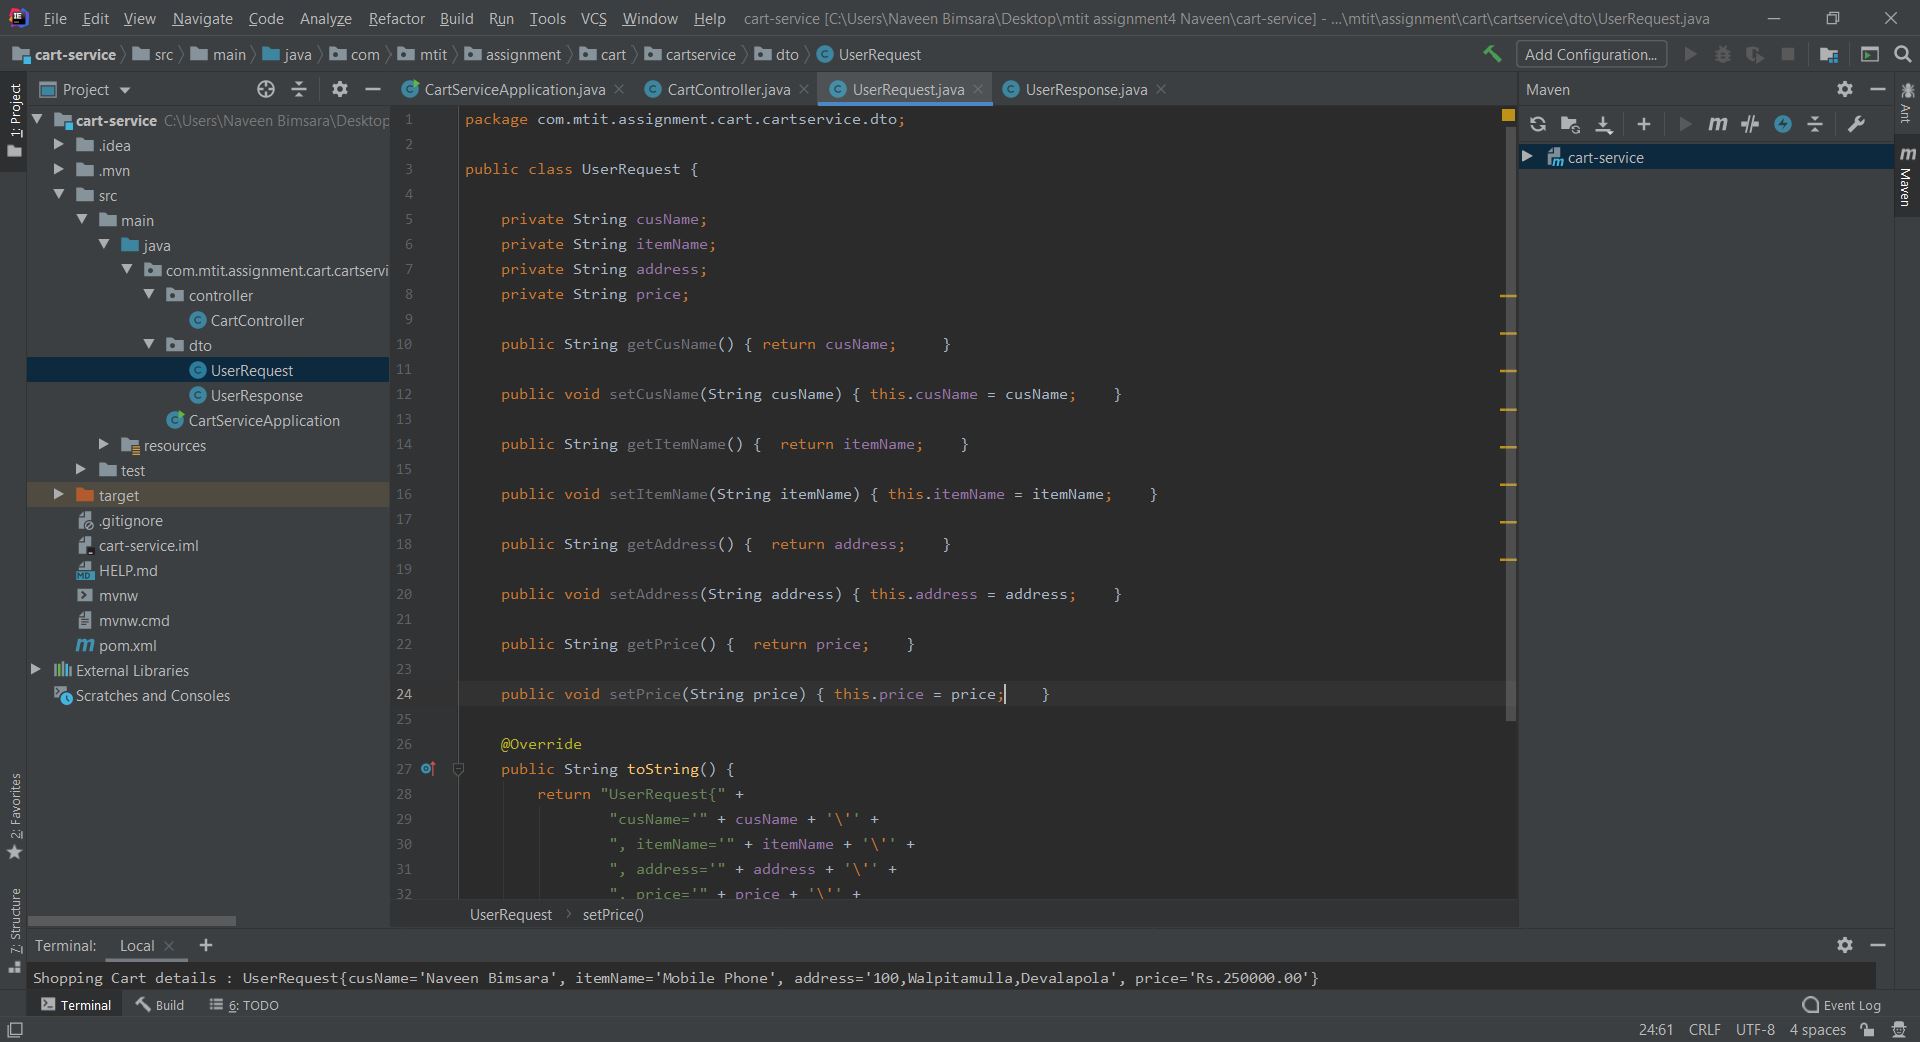 File Edit View Navigate Code Analyze Refactor Build Run Tools VCS Window Help cart-service [C:\Users\Naveen Bimsara\Desktop\mtit assignment4 Naveen\cart-service] - ...\mtit\assignment\cart\cartservice\dto\UserRequest.java
cart-service src main java com mtit assignment cart cartservice dto UserRequest Add Configuration...
1: Project
Project
CartServiceApplication.java CartController.java UserRequest.java UserResponse.java
Maven
Ant
Maven
cart-service
cart-service C:\Users\Naveen Bimsara\Desktop
.idea
.mvn
src
main
java
com.mtit.assignment.cart.cartservi
controller
CartController
dto
UserRequest
UserResponse
CartServiceApplication
resources
test
target
.gitignore
cart-service.iml
HELP.md
mvnw
mvnw.cmd
pom.xml
External Libraries
Scratches and Consoles
1 package com.mtit.assignment.cart.cartservice.dto;
2
3 public class UserRequest {
4
5 private String cusName;
6 private String itemName;
7 private String address;
8 private String price;
9
10 public String getCusName() { return cusName; }
11
12 public void setCusName(String cusName) { this.cusName = cusName; }
13
14 public String getItemName() { return itemName; }
15
16 public void setItemName(String itemName) { this.itemName = itemName; }
17
18 public String getAddress() { return address; }
19
20 public void setAddress(String address) { this.address = address; }
21
22 public String getPrice() { return price; }
23
24 public void setPrice(String price) { this.price = price; }
25
26 @Override
27 public String toString() {
28 return "UserRequest{" +
29 "cusName='" + cusName + '\'' +
30 ", itemName='" + itemName + '\'' +
31 ", address='" + address + '\'' +
32 ", price='" + price + '\'' +
UserRequest setPrice()
2: Favorites
7: Structure
Terminal: Local
Shopping Cart details : UserRequest{cusName='Naveen Bimsara', itemName='Mobile Phone', address='100,Walpitamulla,Devalapola', price='Rs.250000.00'}
Terminal Build 6: TODO Event Log
24:61 CRLF UTF-8 4 spaces